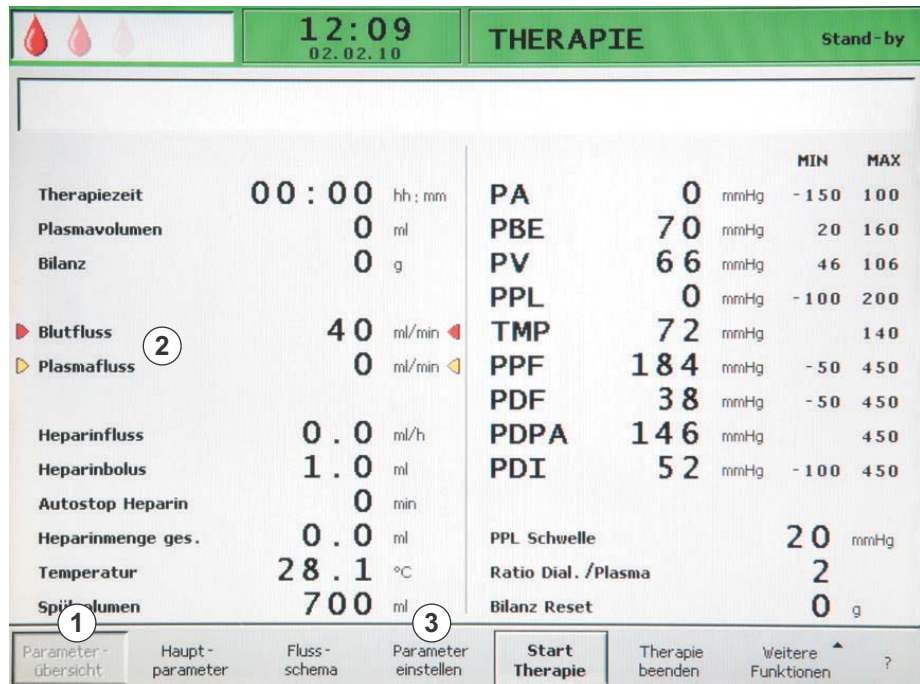 12:09
02.02.10
THERAPIE
Stand-by
MIN MAX
Therapiezeit 00:00 hh:mm
Plasmavolumen 0 ml
Bilanz 0 g
Blutfluss 40 ml/min
2
Plasmafluss 0 ml/min
Heparinfluss 0.0 ml/h
Heparinbolus 1.0 ml
Autostop Heparin 0 min
Heparinmenge ges. 0.0 ml
Temperatur 28.1 °C
700 ml
PA 0 mmHg -150 100
PBE 70 mmHg 20 160
PV 66 mmHg 46 106
PPL 0 mmHg -100 200
TMP 72 mmHg 140
PPF 184 mmHg -50 450
PDF 38 mmHg -50 450
PDPA 146 mmHg 450
PDI 52 mmHg -100 450
PPL Schwelle 20 mmHg
Ratio Dial./Plasma 2
Bilanz Reset 0 g
1
3
Parameter-
übersicht
Haupt-
parameter
Fluss-
schema
Parameter
einstellen
Start
Therapie
Therapie
beenden
Weitere
Funktionen
?